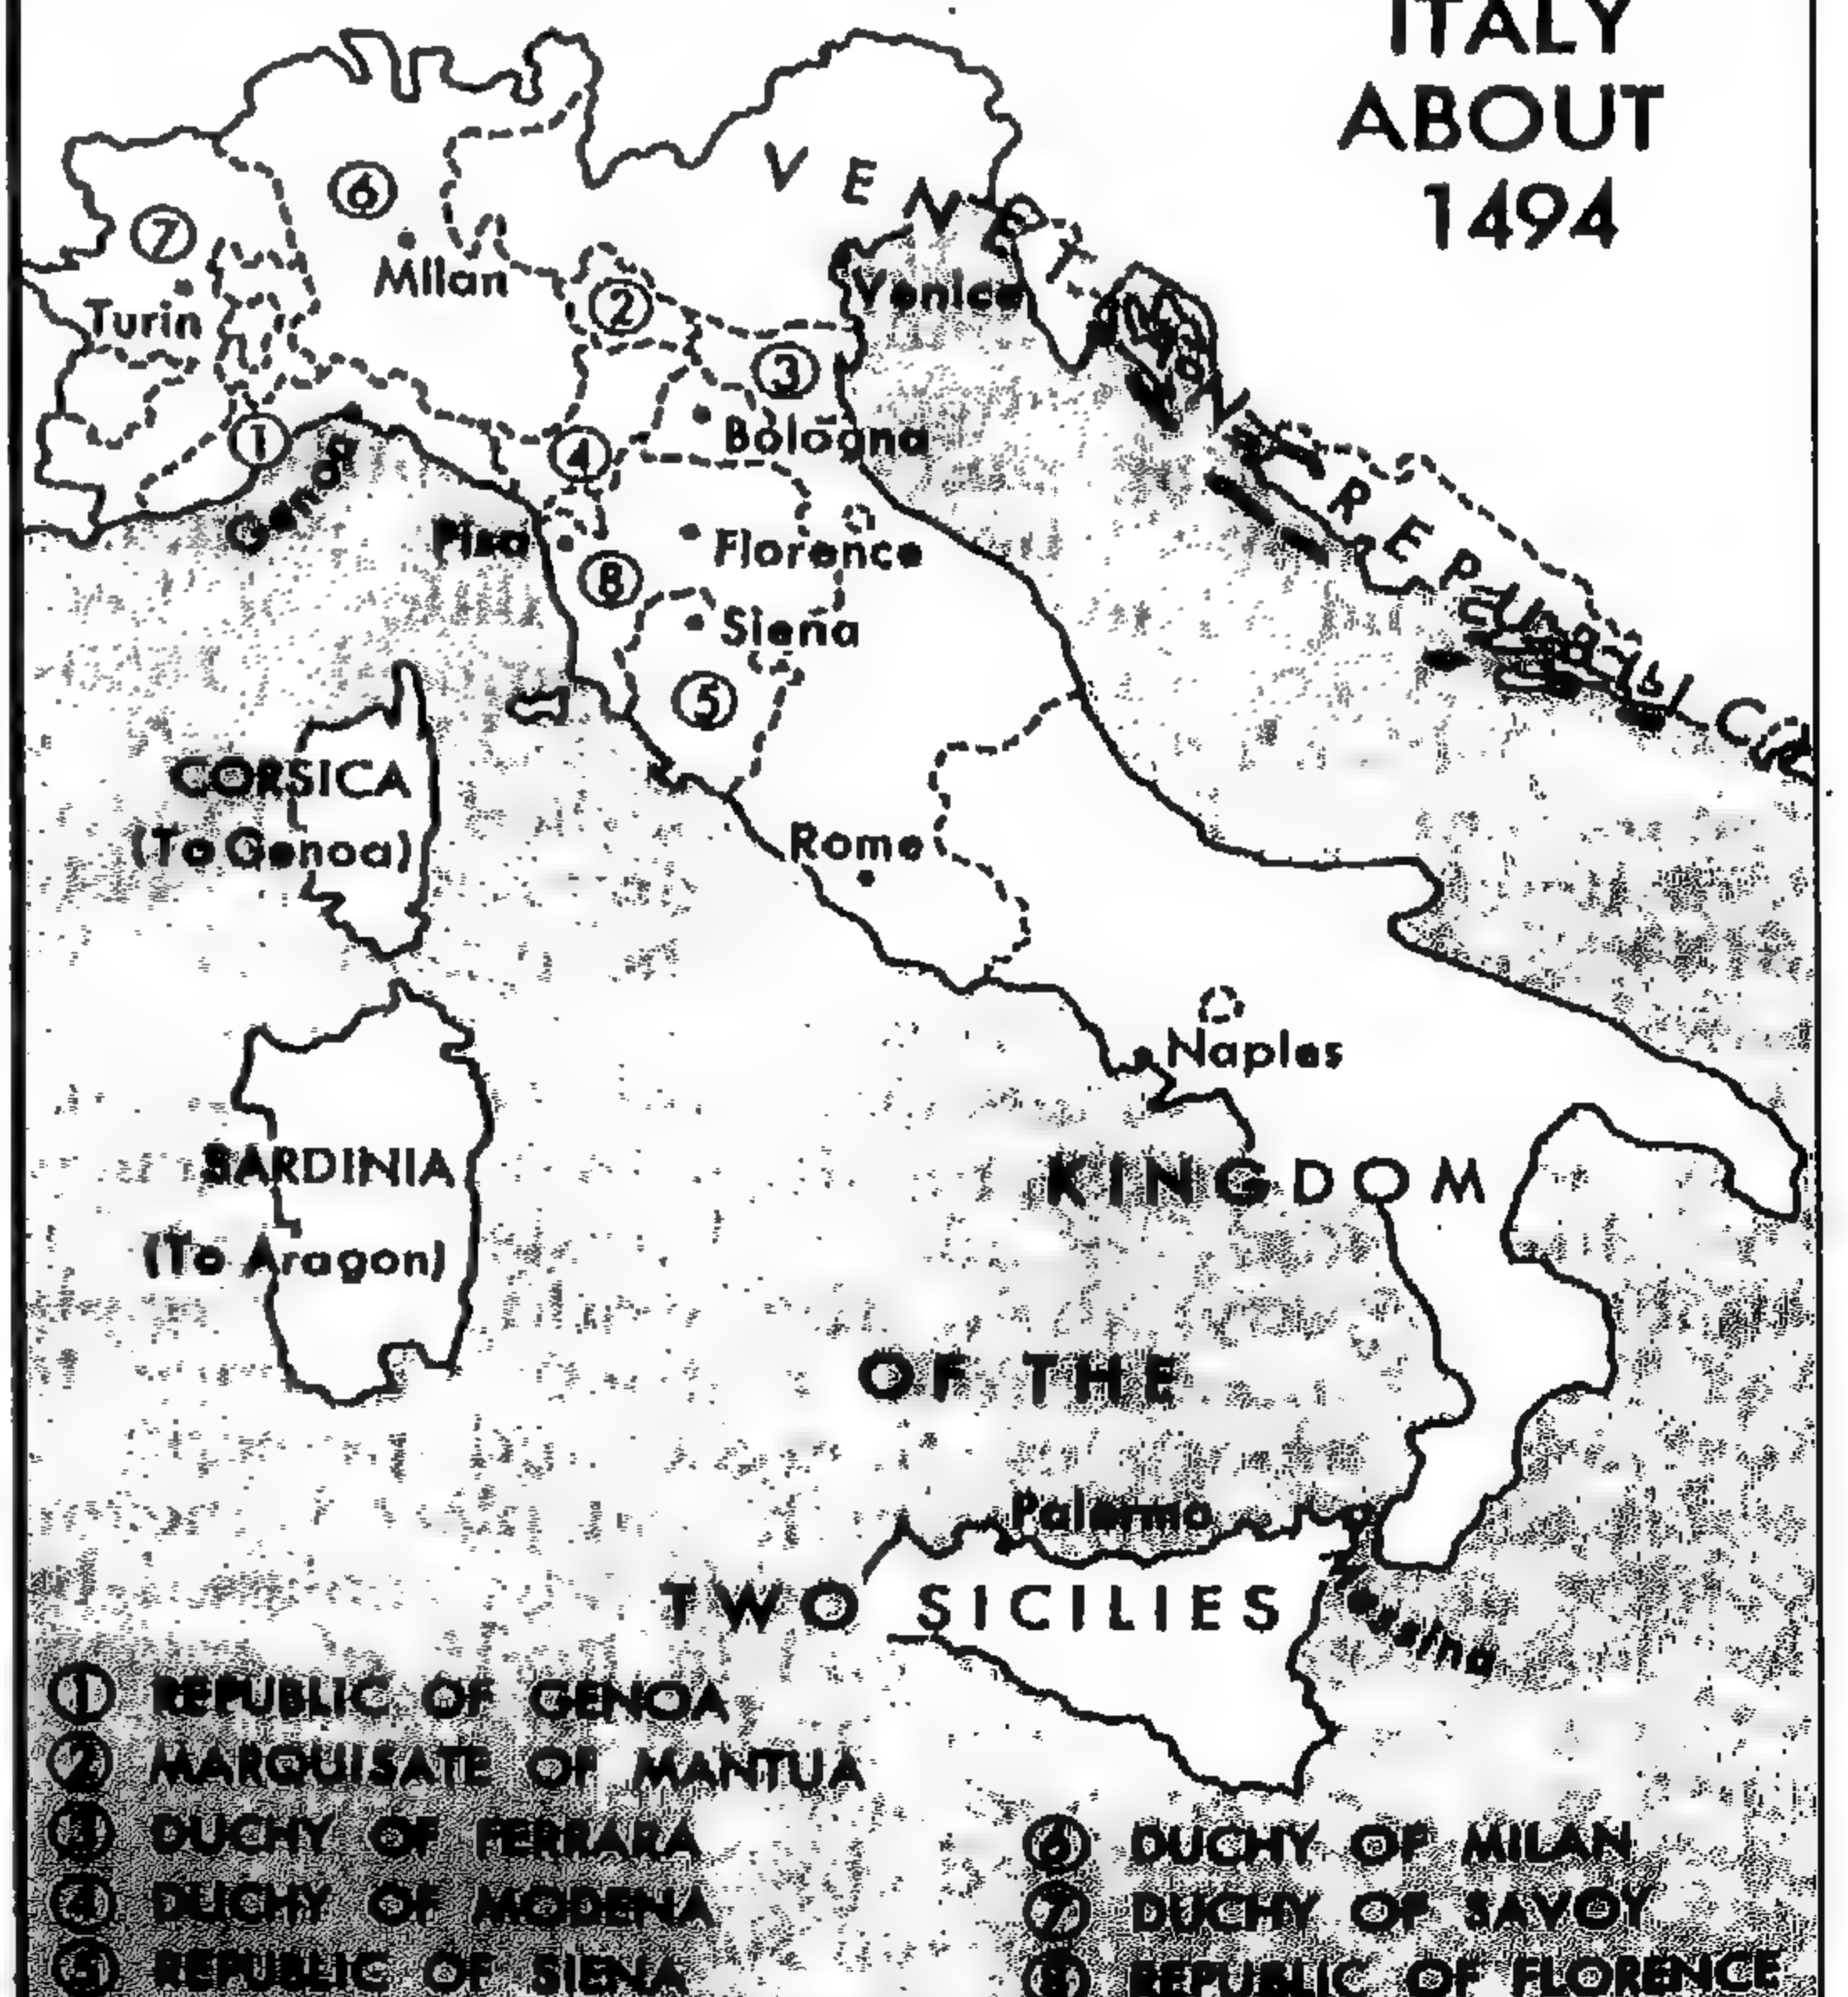 ITALY
ABOUT
1494
VENETIAN REPUBLIC
⑥
⑦
Milan
②
Venice
Turin
③
①
Bologna
④
Genoa
Pisa
Florence
⑧
Siena
⑤
CORSICA
(To Genoa)
Rome
Naples
SARDINIA
(To Aragon)
KINGDOM
OF THE
Palermo
TWO SICILIES
Messina
① REPUBLIC OF GENOA
② MARQUISATE OF MANTUA
③ DUCHY OF FERRARA
④ DUCHY OF MODENA
⑤ REPUBLIC OF SIENA
⑥ DUCHY OF MILAN
⑦ DUCHY OF SAVOY
⑧ REPUBLIC OF FLORENCE